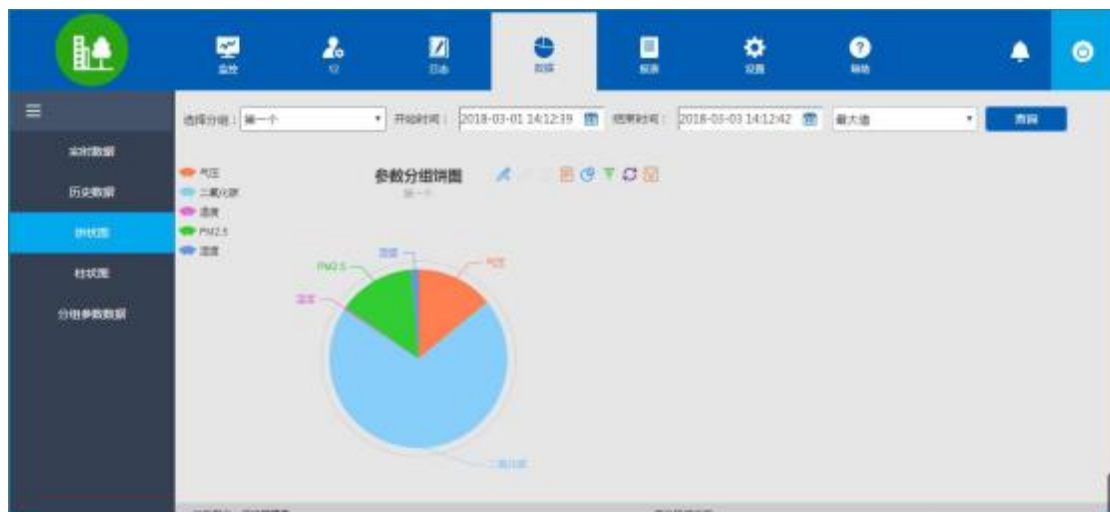 监控
日志
数据
报表
设置
帮助
选择分组： 第一个
开始时间： 2018-03-01 14:12:39
结束时间： 2018-03-03 14:12:42
最大值
查询
实时数据
历史数据
饼状图
柱状图
分组参数数据
气压
二氧化碳
温度
PM2.5
湿度
参数分组饼图
第一个
湿度
气压
PM2.5
温度
二氧化碳